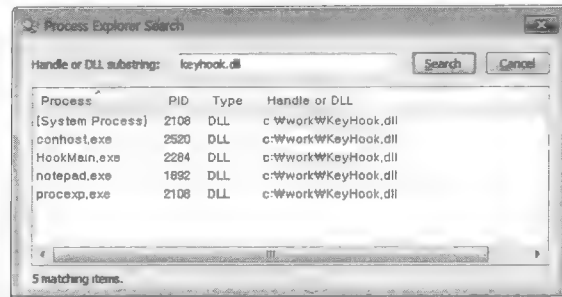 Process Explorer Search
Handle or DLL substring: keyhook.dll Search Cancel
Process PID Type Handle or DLL
[System Process] 2108 DLL c:₩work₩KeyHook.dll
conhost.exe 2520 DLL c:₩work₩KeyHook.dll
HookMain.exe 2284 DLL c:₩work₩KeyHook.dll
notepad.exe 1892 DLL c:₩work₩KeyHook.dll
procexp.exe 2108 DLL c:₩work₩KeyHook.dll
5 matching items.